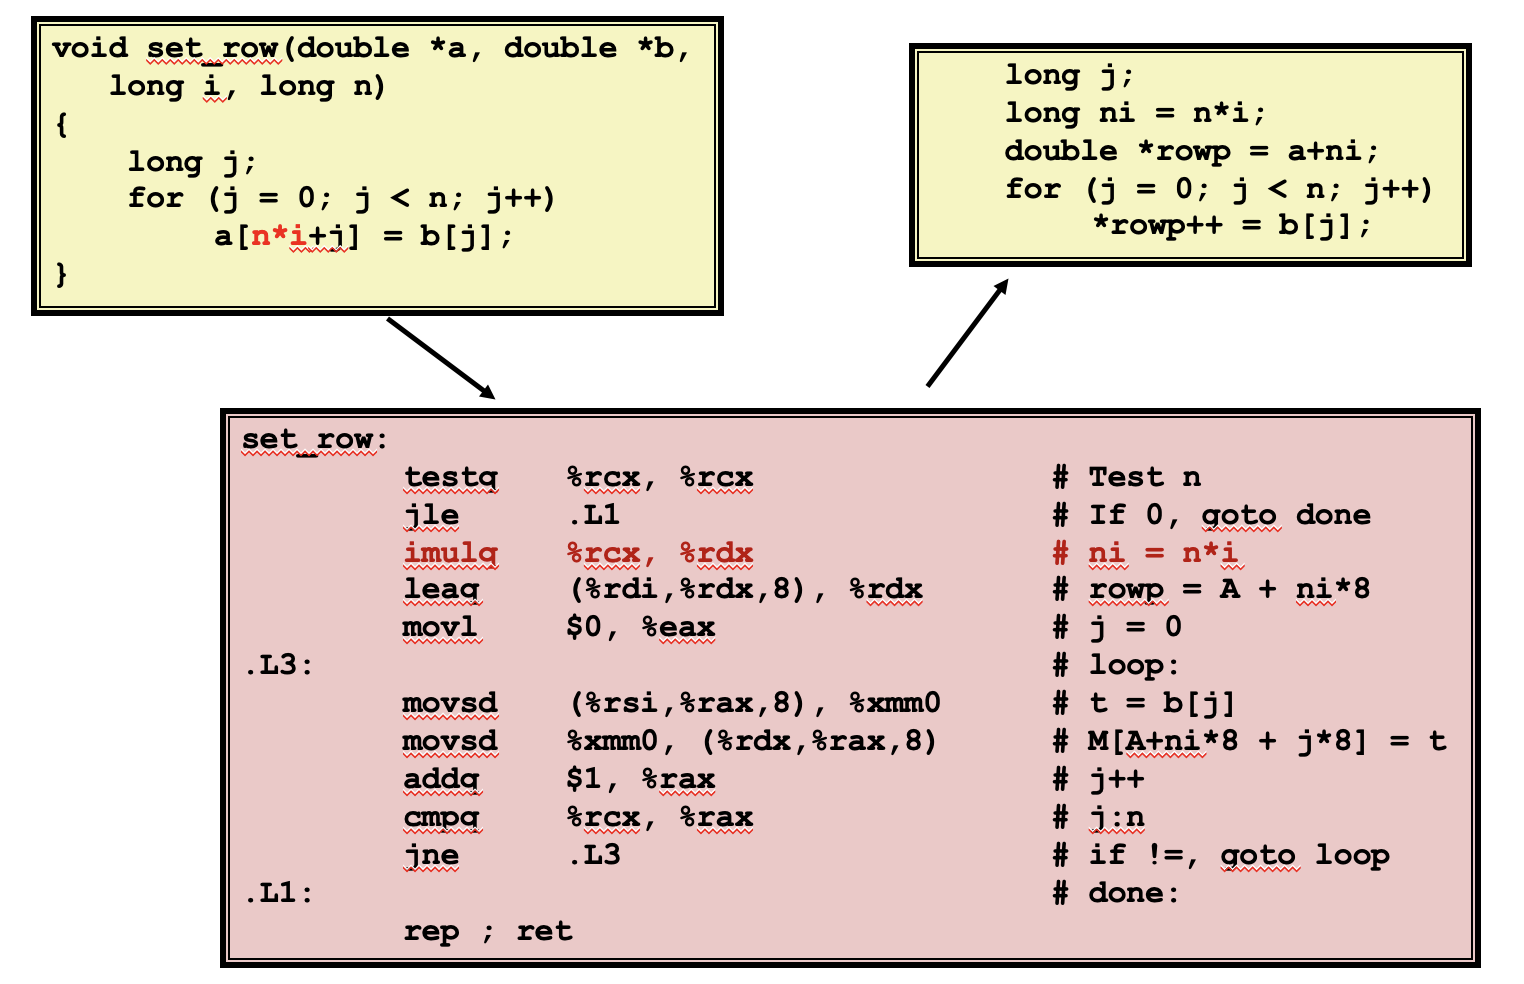 void set_row(double *a, double *b,
long i, long n)
{
long j;
for (j = 0; j < n; j++)
a[n*i+j] = b[j];
}
long j;
long ni = n*i;
double *rowp = a+ni;
for (j = 0; j < n; j++)
*rowp++ = b[j];
set_row:
testq %rcx, %rcx # Test n
jle .L1 # If 0, goto done
imulq %rcx, %rdx # ni = n*i
leaq (%rdi,%rdx,8), %rdx # rowp = A + ni*8
movl $0, %eax # j = 0
.L3: # loop:
movsd (%rsi,%rax,8), %xmm0 # t = b[j]
movsd %xmm0, (%rdx,%rax,8) # M[A+ni*8 + j*8] = t
addq $1, %rax # j++
cmpq %rcx, %rax # j:n
jne .L3 # if !=, goto loop
.L1: # done:
rep ; ret